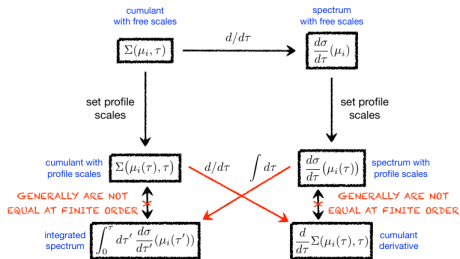 cumulant
with free scales
spectrum
with free scales
Σ(μ_i, τ)
d/dτ
dσ/dτ (μ_i)
set profile
scales
set profile
scales
cumulant with
profile scales
Σ(μ_i(τ), τ)
d/dτ
∫ dτ
dσ/dτ (μ_i(τ))
spectrum with
profile scales
GENERALLY ARE NOT
EQUAL AT FINITE ORDER
GENERALLY ARE NOT
EQUAL AT FINITE ORDER
integrated
spectrum
∫_0^τ dτ′ dσ/dτ′ (μ_i(τ′))
d/dτ Σ(μ_i(τ), τ)
cumulant
derivative